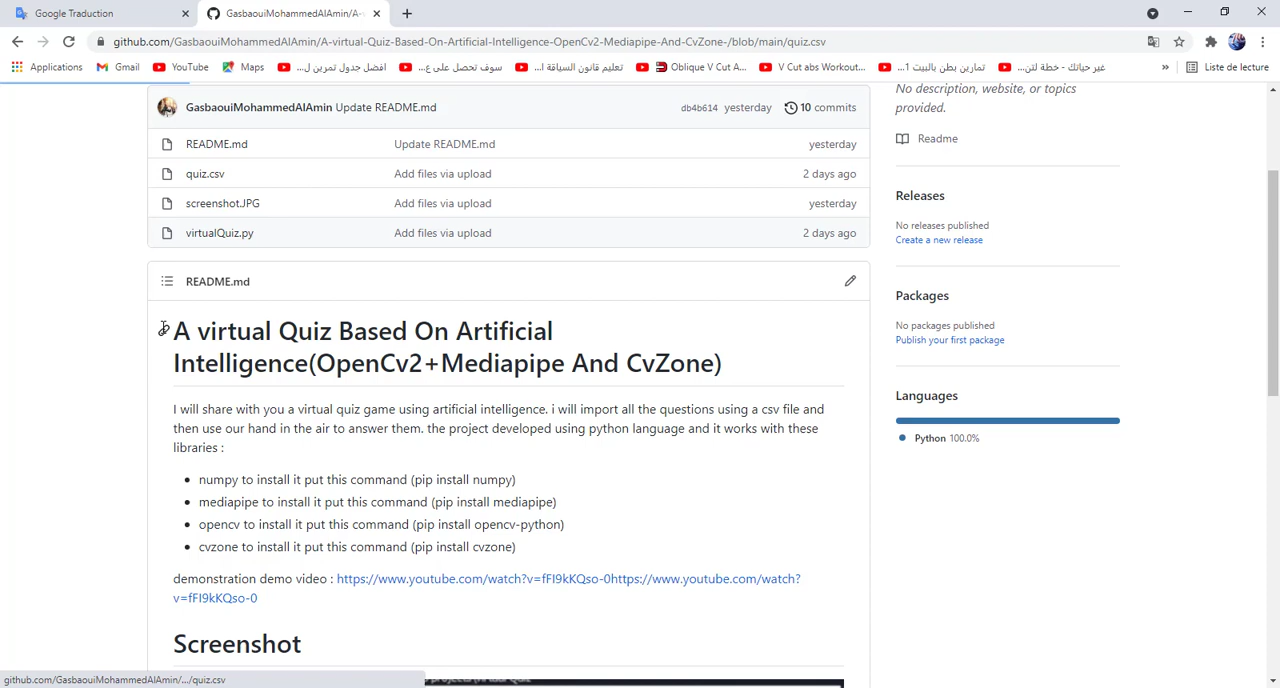 Google Traduction
GasbaouiMohammedAlAmin/A-
github.com/GasbaouiMohammedAlAmin/A-virtual-Quiz-Based-On-Artificial-Intelligence-OpenCv2-Mediapipe-And-CvZone-/blob/main/quiz.csv
Applications Gmail YouTube Maps افضل جدول تمرين ل... سوف تحصل على ع... تعليم قانون السياقة ا... Oblique V Cut A... V Cut abs Workout... تمارين بطن بالبيت 1... غير حياتك - خطة لتن... » Liste de lecture
GasbaouiMohammedAlAmin Update README.md db4b614 yesterday 10 commits
README.md Update README.md yesterday
quiz.csv Add files via upload 2 days ago
screenshot.JPG Add files via upload yesterday
virtualQuiz.py Add files via upload 2 days ago
README.md
A virtual Quiz Based On Artificial
Intelligence(OpenCv2+Mediapipe And CvZone)
I will share with you a virtual quiz game using artificial intelligence. i will import all the questions using a csv file and
then use our hand in the air to answer them. the project developed using python language and it works with these
libraries :
• numpy to install it put this command (pip install numpy)
• mediapipe to install it put this command (pip install mediapipe)
• opencv to install it put this command (pip install opencv-python)
• cvzone to install it put this command (pip install cvzone)
demonstration demo video : https://www.youtube.com/watch?v=fFI9kKQso-0https://www.youtube.com/watch?
v=fFI9kKQso-0
Screenshot
No description, website, or topics
provided.
Readme
Releases
No releases published
Create a new release
Packages
No packages published
Publish your first package
Languages
Python 100.0%
github.com/GasbaouiMohammedAlAmin/.../quiz.csv